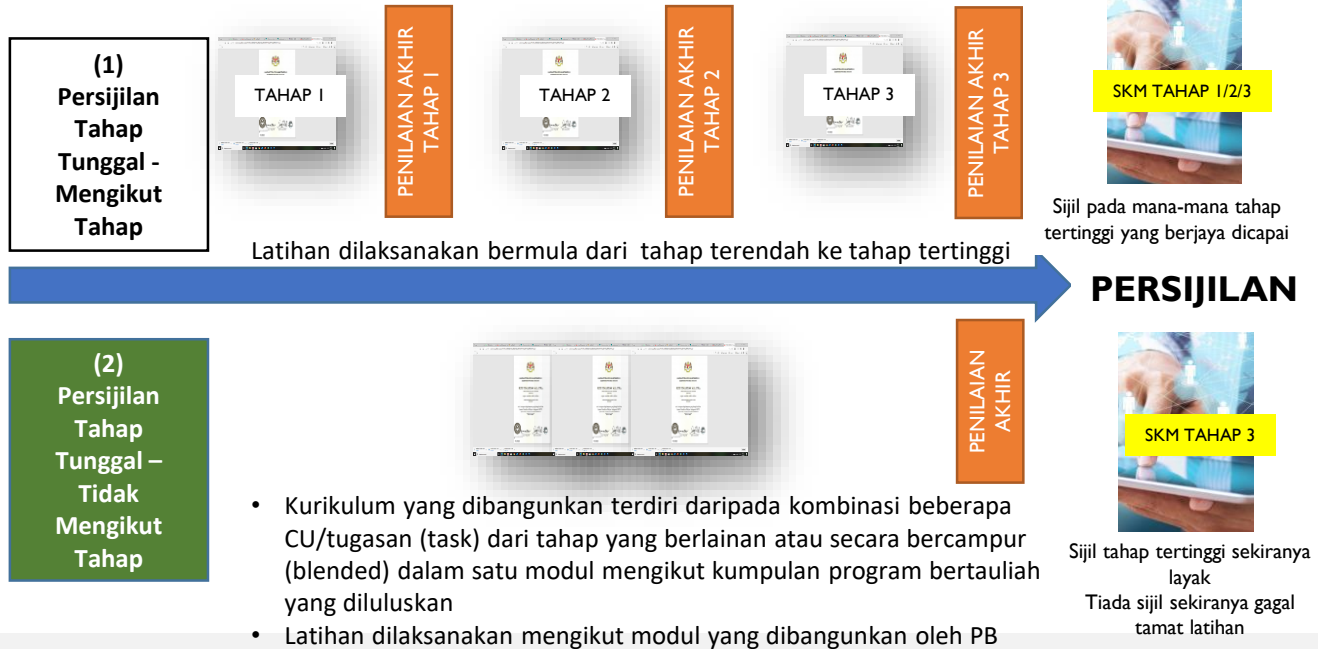 (1)
Persijilan
Tahap
Tunggal -
Mengikut
Tahap
TAHAP 1
PENILAIAN AKHIR
TAHAP 1
TAHAP 2
PENILAIAN AKHIR
TAHAP 2
TAHAP 3
PENILAIAN AKHIR
TAHAP 3
SKM TAHAP 1/2/3
Sijil pada mana-mana tahap
tertinggi yang berjaya dicapai
Latihan dilaksanakan bermula dari tahap terendah ke tahap tertinggi
PERSIJILAN
(2)
Persijilan
Tahap
Tunggal –
Tidak
Mengikut
Tahap
PENILAIAN
AKHIR
SKM TAHAP 3
• Kurikulum yang dibangunkan terdiri daripada kombinasi beberapa
CU/tugasan (task) dari tahap yang berlainan atau secara bercampur
(blended) dalam satu modul mengikut kumpulan program bertauliah
yang diluluskan
• Latihan dilaksanakan mengikut modul yang dibangunkan oleh PB
Sijil tahap tertinggi sekiranya
layak
Tiada sijil sekiranya gagal
tamat latihan